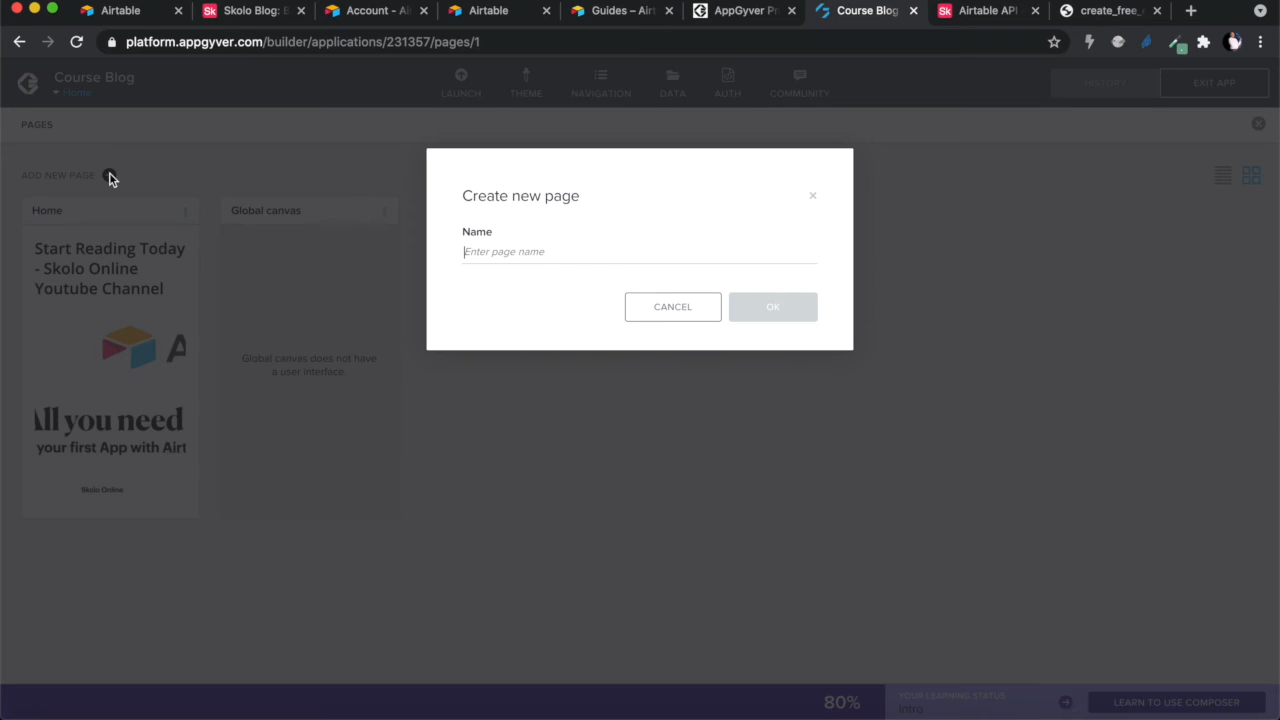 Airtable
Skolo Blog: B
Account - Ai
Airtable
Guides – Airt
AppGyver Pr
Course Blog
Airtable API
create_free_e
platform.appgyver.com/builder/applications/231357/pages/1
Course Blog
Home
LAUNCH
THEME
NAVIGATION
DATA
AUTH
COMMUNITY
HISTORY
EXIT APP
PAGES
ADD NEW PAGE
Home
Global canvas
Start Reading Today
- Skolo Online
Youtube Channel
A
All you need
your first App with Airt
Skolo Online
Global canvas does not have
a user interface.
Create new page
Name
Enter page name
CANCEL
OK
80%
YOUR LEARNING STATUS
Intro
LEARN TO USE COMPOSER